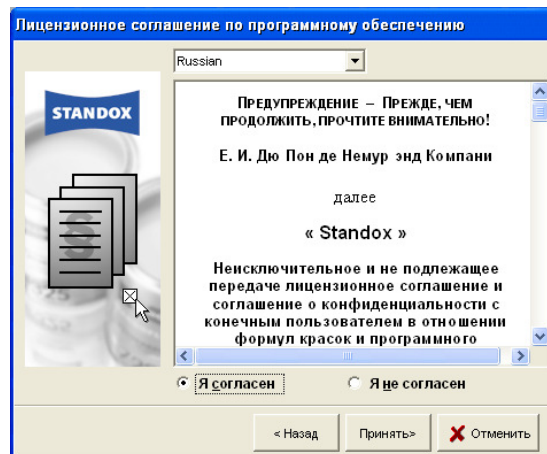 Лицензионное соглашение по программному обеспечению
Russian
STANDOX
ПРЕДУПРЕЖДЕНИЕ – ПРЕЖДЕ, ЧЕМ
ПРОДОЛЖИТЬ, ПРОЧТИТЕ ВНИМАТЕЛЬНО!
Е. И. Дю Пон де Немур энд Компани
далее
« Standox »
Неисключительное и не подлежащее
передаче лицензионное соглашение и
соглашение о конфиденциальности с
конечным пользователем в отношении
формул красок и программного
Я согласен
Я не согласен
< Назад
Принять>
Отменить